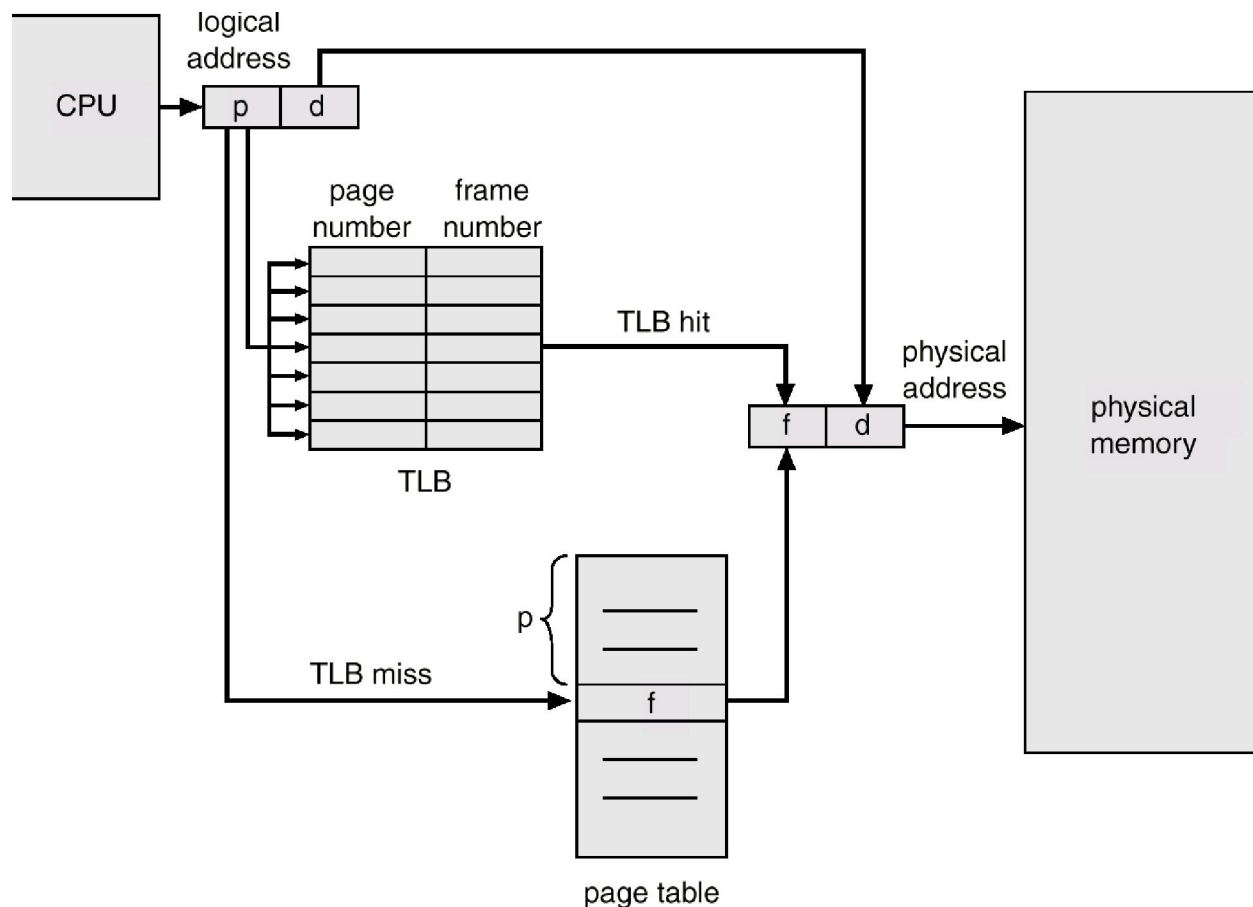 logical
address
CPU
p
d
page
number
frame
number
TLB hit
TLB
physical
address
f
d
physical
memory
p
TLB miss
f
page table